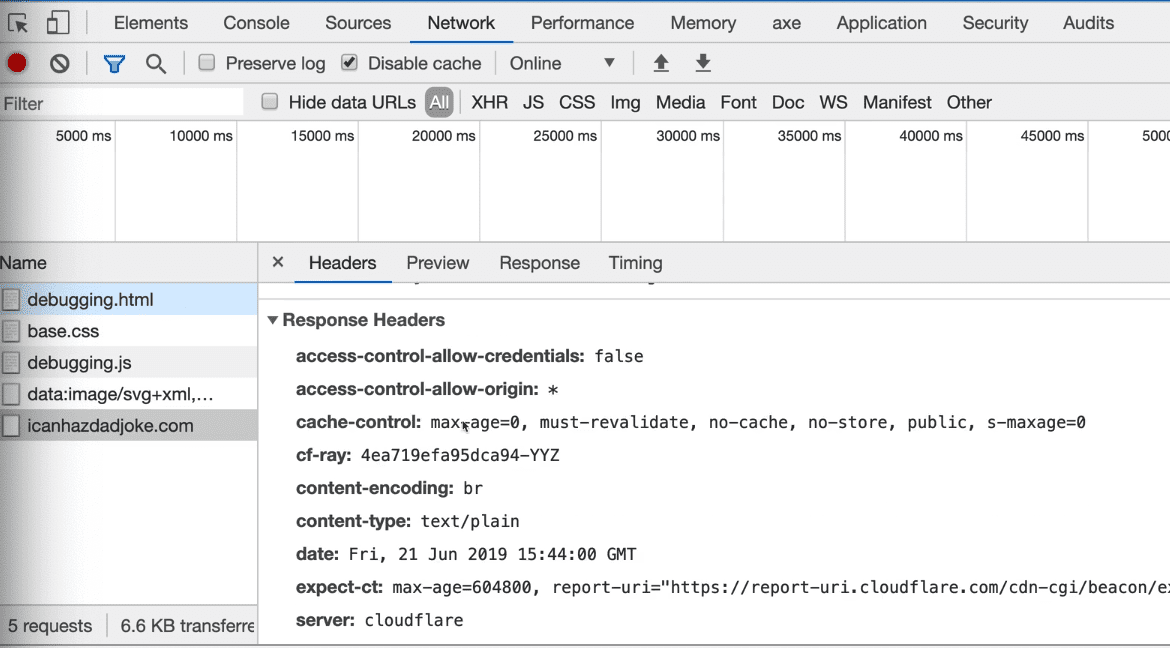 Elements Console Sources Network Performance Memory axe Application Security Audits
Preserve log Disable cache Online
Filter Hide data URLs All XHR JS CSS Img Media Font Doc WS Manifest Other
5000 ms 10000 ms 15000 ms 20000 ms 25000 ms 30000 ms 35000 ms 40000 ms 45000 ms 5000
Name × Headers Preview Response Timing
debugging.html
base.css
debugging.js
data:image/svg+xml,…
icanhazdadjoke.com
5 requests 6.6 KB transferre
Response Headers
access-control-allow-credentials: false
access-control-allow-origin: *
cache-control: max-age=0, must-revalidate, no-cache, no-store, public, s-maxage=0
cf-ray: 4ea719efa95dca94-YYZ
content-encoding: br
content-type: text/plain
date: Fri, 21 Jun 2019 15:44:00 GMT
expect-ct: max-age=604800, report-uri="https://report-uri.cloudflare.com/cdn-cgi/beacon/ex
server: cloudflare